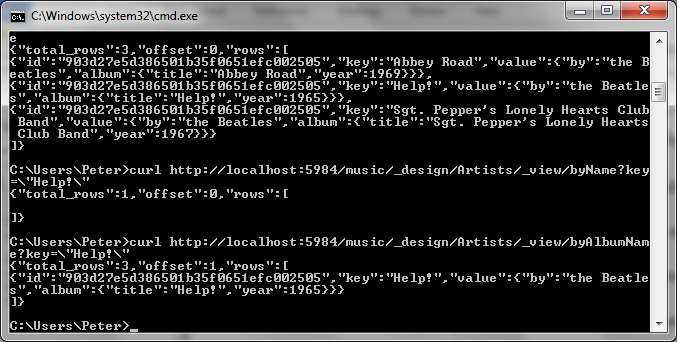 C:\Windows\system32\cmd.exe
e
{"total_rows":3,"offset":0,"rows":[
{"id":"903d27e5d386501b35f0651efc002505","key":"Abbey Road","value":{"by":"the B
eatles","album":{"title":"Abbey Road","year":1969}}},
{"id":"903d27e5d386501b35f0651efc002505","key":"Help!","value":{"by":"the Beatle
s","album":{"title":"Help!","year":1965}}},
{"id":"903d27e5d386501b35f0651efc002505","key":"Sgt. Pepper's Lonely Hearts Club
 Band","value":{"by":"the Beatles","album":{"title":"Sgt. Pepper's Lonely Hearts
 Club Band","year":1967}}}
]}
C:\Users\Peter>curl http://localhost:5984/music/_design/Artists/_view/byName?key
=\"Help!\"
{"total_rows":1,"offset":0,"rows":[
]}
C:\Users\Peter>curl http://localhost:5984/music/_design/Artists/_view/byAlbumNam
e?key=\"Help!\"
{"total_rows":3,"offset":1,"rows":[
{"id":"903d27e5d386501b35f0651efc002505","key":"Help!","value":{"by":"the Beatle
s","album":{"title":"Help!","year":1965}}}
]}
C:\Users\Peter>_